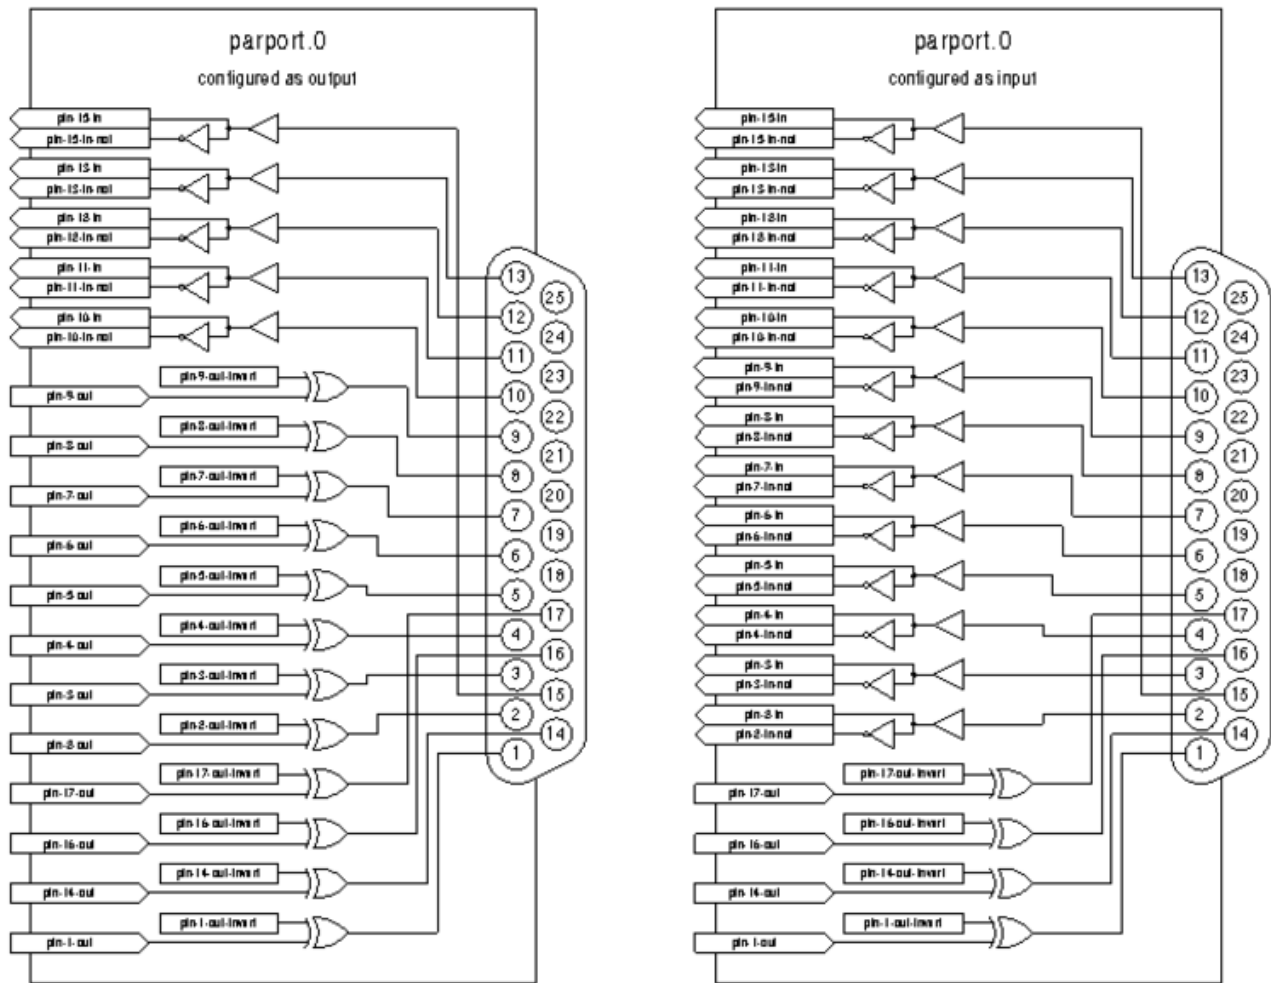 parport.0
configured as output
pin-15-in
pin-15-in-not
pin-13-in
pin-13-in-not
pin-12-in
pin-12-in-not
pin-11-in
pin-11-in-not
pin-10-in
pin-10-in-not
pin-9-out-invert
pin-9-out
pin-8-out-invert
pin-8-out
pin-7-out-invert
pin-7-out
pin-6-out-invert
pin-6-out
pin-5-out-invert
pin-5-out
pin-4-out-invert
pin-4-out
pin-3-out-invert
pin-3-out
pin-2-out-invert
pin-2-out
pin-17-out-invert
pin-17-out
pin-16-out-invert
pin-16-out
pin-14-out-invert
pin-14-out
pin-1-out-invert
pin-1-out
13
25
12
24
11
23
10
22
9
21
8
20
7
19
6
18
5
17
4
16
3
15
2
14
1
parport.0
configured as input
pin-15-in
pin-15-in-not
pin-13-in
pin-13-in-not
pin-12-in
pin-12-in-not
pin-11-in
pin-11-in-not
pin-10-in
pin-10-in-not
pin-9-in
pin-9-in-not
pin-8-in
pin-8-in-not
pin-7-in
pin-7-in-not
pin-6-in
pin-6-in-not
pin-5-in
pin-5-in-not
pin-4-in
pin-4-in-not
pin-3-in
pin-3-in-not
pin-2-in
pin-2-in-not
pin-17-out-invert
pin-17-out
pin-16-out-invert
pin-16-out
pin-14-out-invert
pin-14-out
pin-1-out-invert
pin-1-out
13
25
12
24
11
23
10
22
9
21
8
20
7
19
6
18
5
17
4
16
3
15
2
14
1